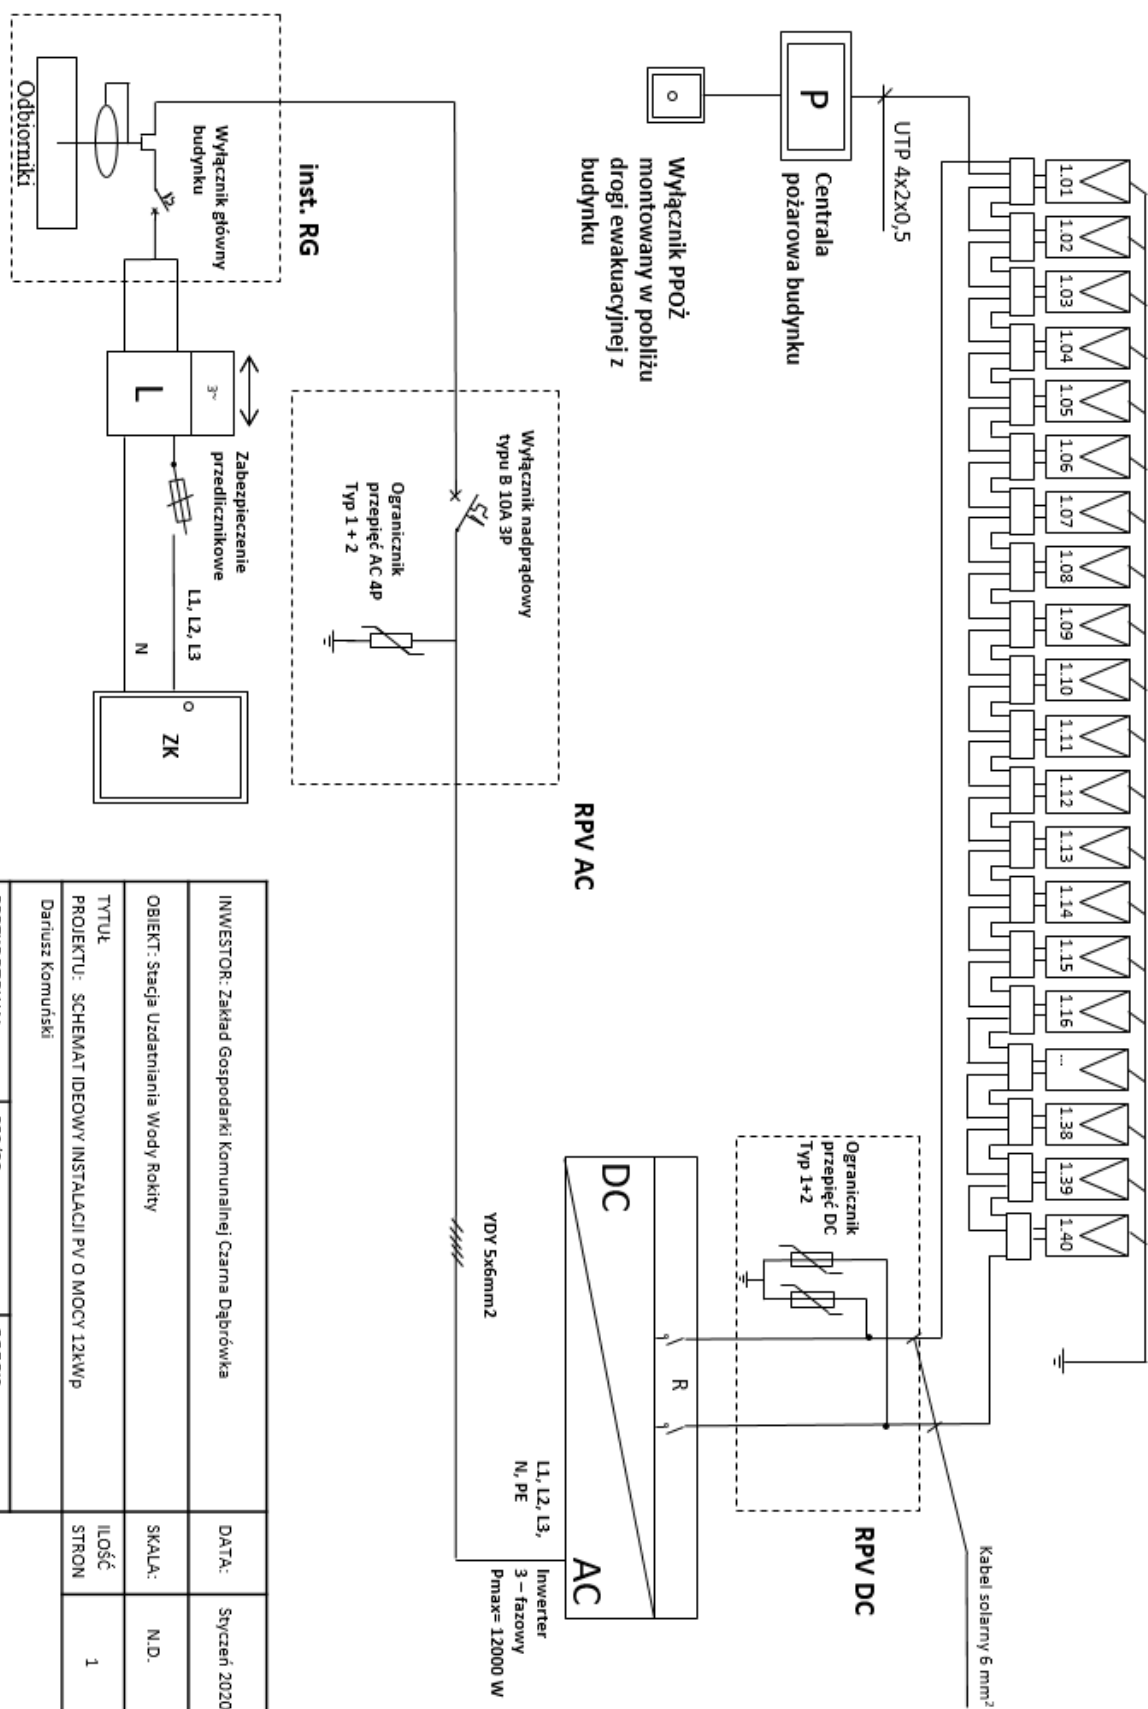 1.01
1.02
1.03
1.04
1.05
1.06
1.07
1.08
1.09
1.10
1.11
1.12
1.13
1.14
1.15
1.16
...
1.38
1.39
1.40
UTP 4x2x0,5
P
Centrala
pożarowa budynku
Wyłącznik PPOŻ
montowany w pobliżu
drogi ewakuacyjnej z
budynku
Kabel solarny 6 mm²
RPV DC
Ogranicznik
przepięć DC
Typ 1+2
R
DC
AC
L1, L2, L3,
N, PE
Inwerter
3 – fazowy
Pmax= 12000 W
YDY 5x6mm2
RPV AC
Wyłącznik nadprądowy
typu B 10A 3P
Ogranicznik
przepięć AC 4P
Typ 1 + 2
inst. RG
Wyłącznik główny
budynku
Odbiorniki
3~
L
Zabezpieczenie
przedlicznikowe
L1, L2, L3
N
ZK
INWESTOR: Zakład Gospodarki Komunalnej Czarna Dąbrówka
DATA:
Styczeń 2020
OBIEKT: Stacja Uzdatniania Wody Rokity
SKALA:
N.D.
TYTUŁ
PROJEKTU: SCHEMAT IDEOWY INSTALACJI PV O MOCY 12kWp
ILOŚĆ
STRON
1
Dariusz Komuński